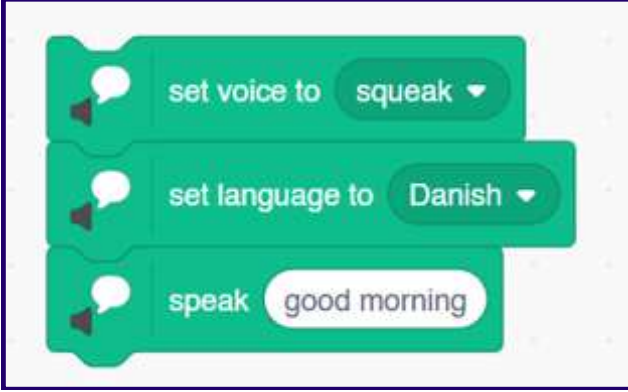 set voice to squeak
set language to Danish
speak good morning